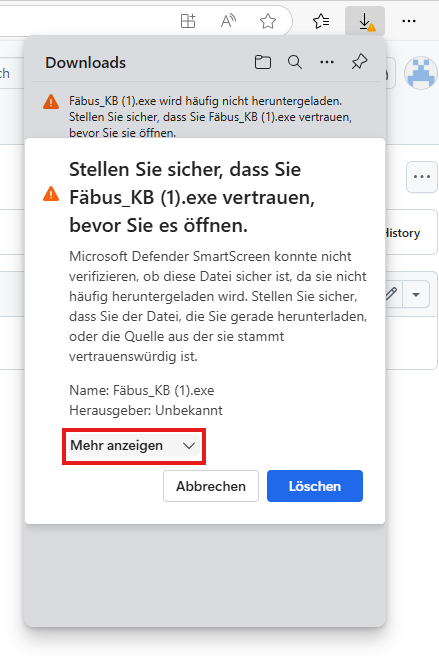 ch
Downloads
Fäbus_KB (1).exe wird häufig nicht heruntergeladen.
Stellen Sie sicher, dass Sie Fäbus_KB (1).exe vertrauen,
bevor Sie sie öffnen.
Stellen Sie sicher, dass Sie
Fäbus_KB (1).exe vertrauen,
bevor Sie es öffnen.
History
Microsoft Defender SmartScreen konnte nicht
verifizieren, ob diese Datei sicher ist, da sie nicht
häufig heruntergeladen wird. Stellen Sie sicher,
dass Sie der Datei, die Sie gerade herunterladen,
oder die Quelle aus der sie stammt
vertrauenswürdig ist.
Name: Fäbus_KB (1).exe
Herausgeber: Unbekannt
Mehr anzeigen
Abbrechen
Löschen